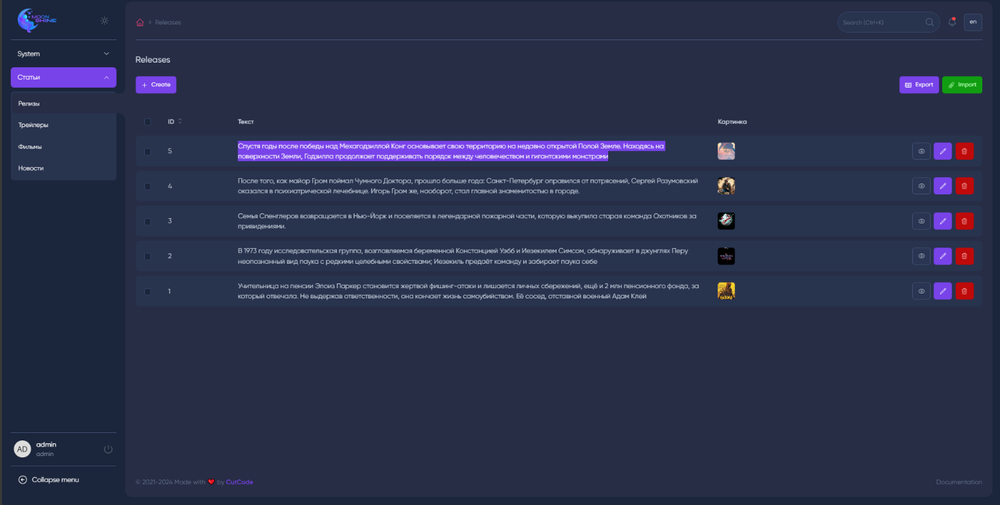 MOON
SHINE
Releases
Search (Ctrl+K)
en
System
Статьи
Релизы
Трейлеры
Фильмы
Новости
Releases
Create
Export
Import
ID
Текст
Картинка
5
Спустя годы после победы над Мехагодзиллой Конг основывает свою территорию на недавно открытой Полой Земле. Находясь на
поверхности Земли, Годзилла продолжает поддерживать порядок между человечеством и гигантскими монстрами
4
После того, как майор Гром поймал Чумного Доктора, прошло больше года: Санкт-Петербург оправился от потрясений, Сергей Разумовский
оказался в психиатрической лечебнице. Игорь Гром же, наоборот, стал главной знаменитостью в городе.
3
Семья Спенглеров возвращается в Нью-Йорк и поселяется в легендарной пожарной части, которую выкупила старая команда Охотников за
привидениями.
2
В 1973 году исследовательская группа, возглавляемая беременной Констанцией Уэбб и Иезекилем Симсом, обнаруживает в джунглях Перу
неопознанный вид паука с редкими целебными свойствами; Иезекиль предаёт команду и забирает паука себе
1
Учительница на пенсии Элоиз Паркер становится жертвой фишинг-атаки и лишается личных сбережений, ещё и 2 млн пенсионного фонда, за
который отвечала. Не выдержав ответственности, она кончает жизнь самоубийством. Её сосед, отставной военный Адам Клей
AD
admin
admin
Collapse menu
© 2021-2024 Made with ❤ by CutCode
Documentation